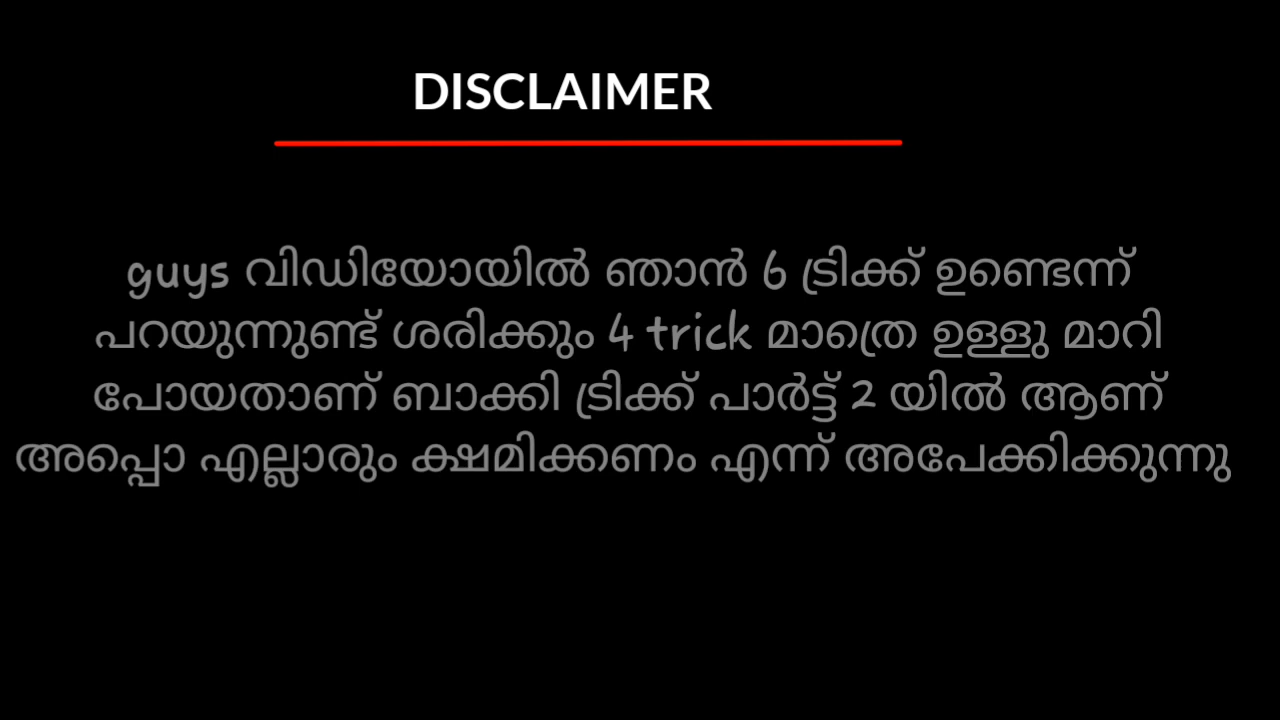 DISCLAIMER
guys വിഡിയോയിൽ ഞാൻ 6 ട്രിക്ക് ഉണ്ടെന്ന്
പറയുന്നുണ്ട് ശരിക്കും 4 trick മാത്രെ ഉള്ളു മാറി
പോയതാണ് ബാക്കി ട്രിക്ക് പാർട്ട് 2 യിൽ ആണ്
അപ്പൊ എല്ലാരും ക്ഷമിക്കണം എന്ന് അപേക്കിക്കുന്നു